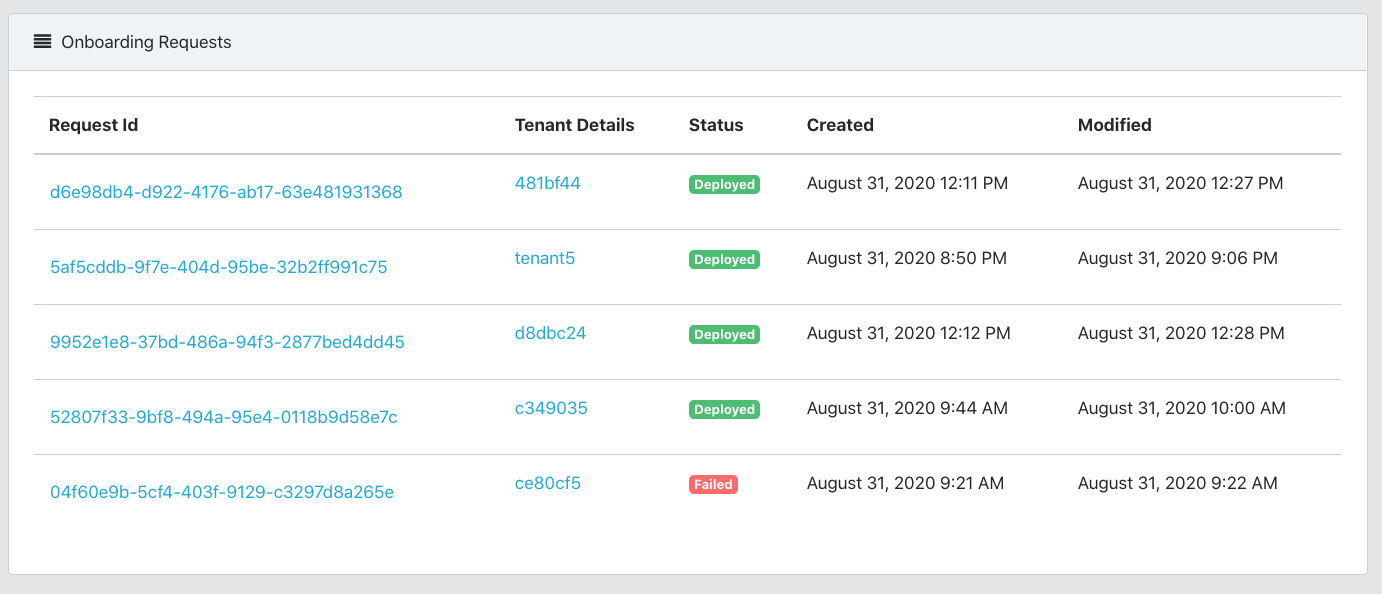 Onboarding Requests
Request Id Tenant Details Status Created Modified
d6e98db4-d922-4176-ab17-63e481931368 481bf44 Deployed August 31, 2020 12:11 PM August 31, 2020 12:27 PM
5af5cddb-9f7e-404d-95be-32b2ff991c75 tenant5 Deployed August 31, 2020 8:50 PM August 31, 2020 9:06 PM
9952e1e8-37bd-486a-94f3-2877bed4dd45 d8dbc24 Deployed August 31, 2020 12:12 PM August 31, 2020 12:28 PM
52807f33-9bf8-494a-95e4-0118b9d58e7c c349035 Deployed August 31, 2020 9:44 AM August 31, 2020 10:00 AM
04f60e9b-5cf4-403f-9129-c3297d8a265e ce80cf5 Failed August 31, 2020 9:21 AM August 31, 2020 9:22 AM